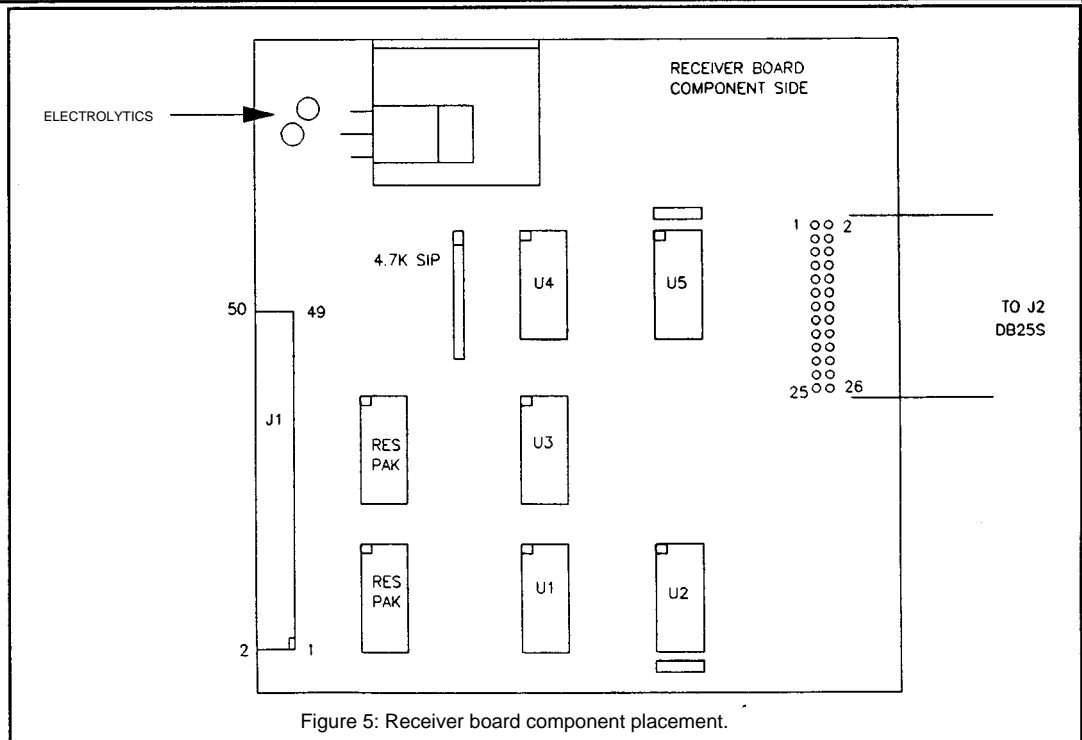 RECEIVER BOARD
COMPONENT SIDE
ELECTROLYTICS
1 2
4.7K SIP
U4
U5
50 49
TO J2
DB25S
25 26
J1
RES
PAK
U3
RES
PAK
U1
U2
2 1
Figure 5: Receiver board component placement.